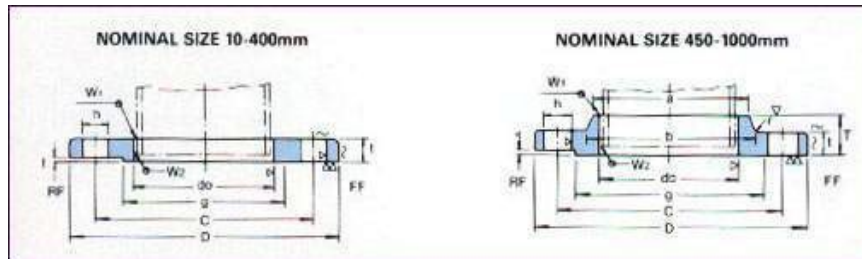 NOMINAL SIZE 10-400mm
W1
h
t
f
RF
W2
do
FF
g
C
D
NOMINAL SIZE 450-1000mm
W1
a
h
r
b
T
t
f
RF
W2
do
FF
g
C
D